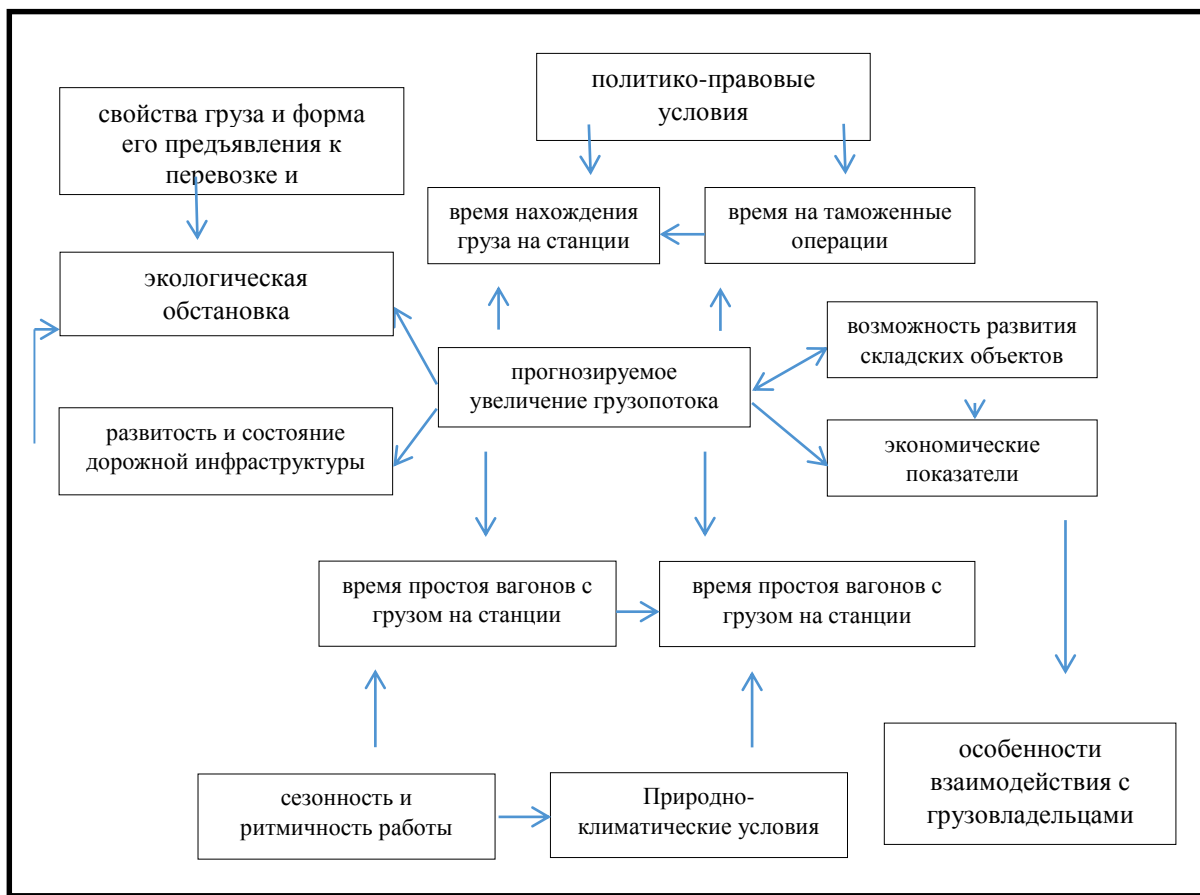 политико-правовые
условия
свойства груза и форма
его предъявления к
перевозке и
время нахождения
груза на станции
время на таможенные
операции
экологическая
обстановка
возможность развития
складских объектов
прогнозируемое
увеличение грузопотока
развитость и состояние
дорожной инфраструктуры
экономические
показатели
время простоя вагонов с
грузом на станции
время простоя вагонов с
грузом на станции
особенности
взаимодействия с
грузовладельцами
сезонность и
ритмичность работы
Природно-
климатические условия